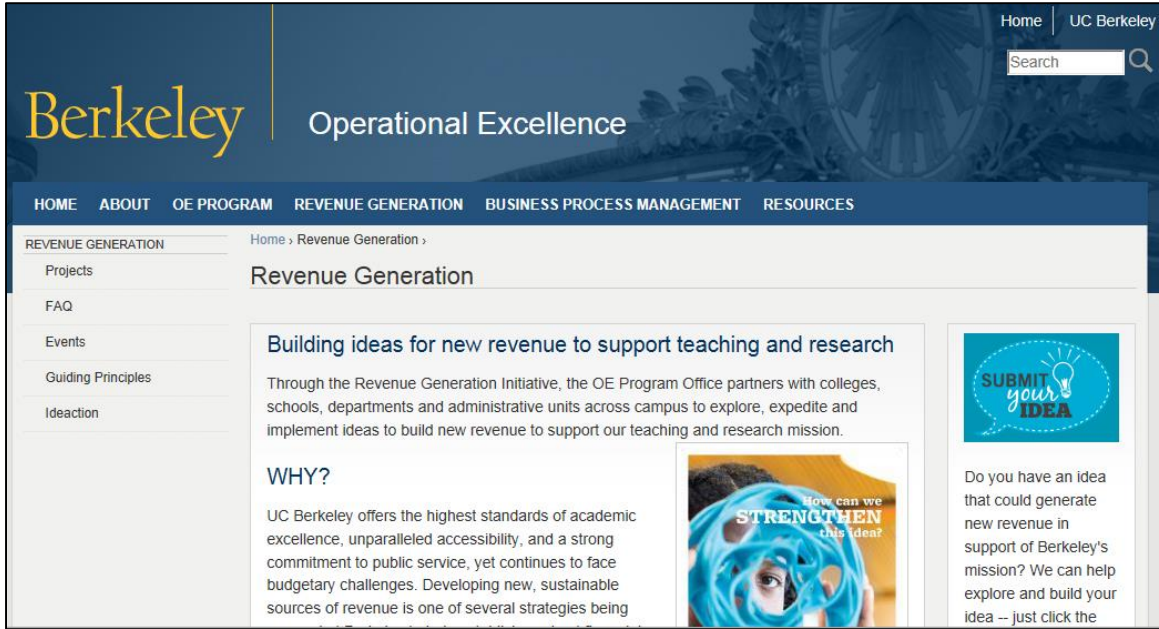 Home
UC Berkeley
Search
Berkeley
Operational Excellence
HOME ABOUT OE PROGRAM REVENUE GENERATION BUSINESS PROCESS MANAGEMENT RESOURCES
REVENUE GENERATION
Projects
FAQ
Events
Guiding Principles
Ideaction
Home › Revenue Generation ›
Revenue Generation
Building ideas for new revenue to support teaching and research
Through the Revenue Generation Initiative, the OE Program Office partners with colleges,
schools, departments and administrative units across campus to explore, expedite and
implement ideas to build new revenue to support our teaching and research mission.
WHY?
UC Berkeley offers the highest standards of academic
excellence, unparalleled accessibility, and a strong
commitment to public service, yet continues to face
budgetary challenges. Developing new, sustainable
sources of revenue is one of several strategies being
How can we
STRENGTHEN
this idea?
SUBMIT
your
IDEA
Do you have an idea
that could generate
new revenue in
support of Berkeley's
mission? We can help
explore and build your
idea -- just click the